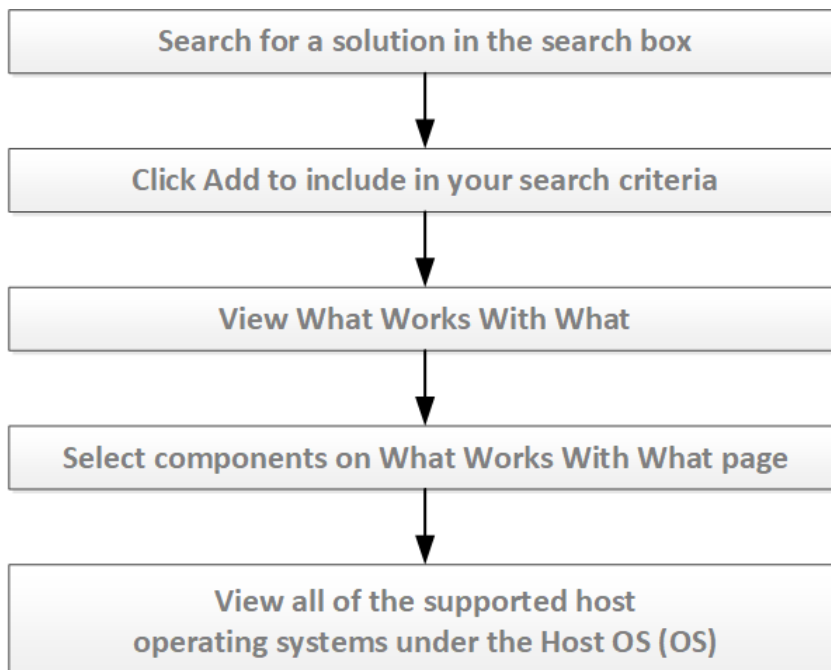 Search for a solution in the search box
Click Add to include in your search criteria
View What Works With What
Select components on What Works With What page
View all of the supported host
operating systems under the Host OS (OS)